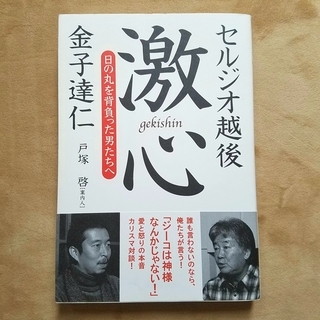 セルジオ越後
金子達仁
戸塚 啓[案内人]
激心
gekishin
日の丸を背負った男たちへ
誰も言わないのなら、
俺たちが言う!
「ジーコは神様
なんかじゃない!」
愛と怒りの本音
カリスマ対談!